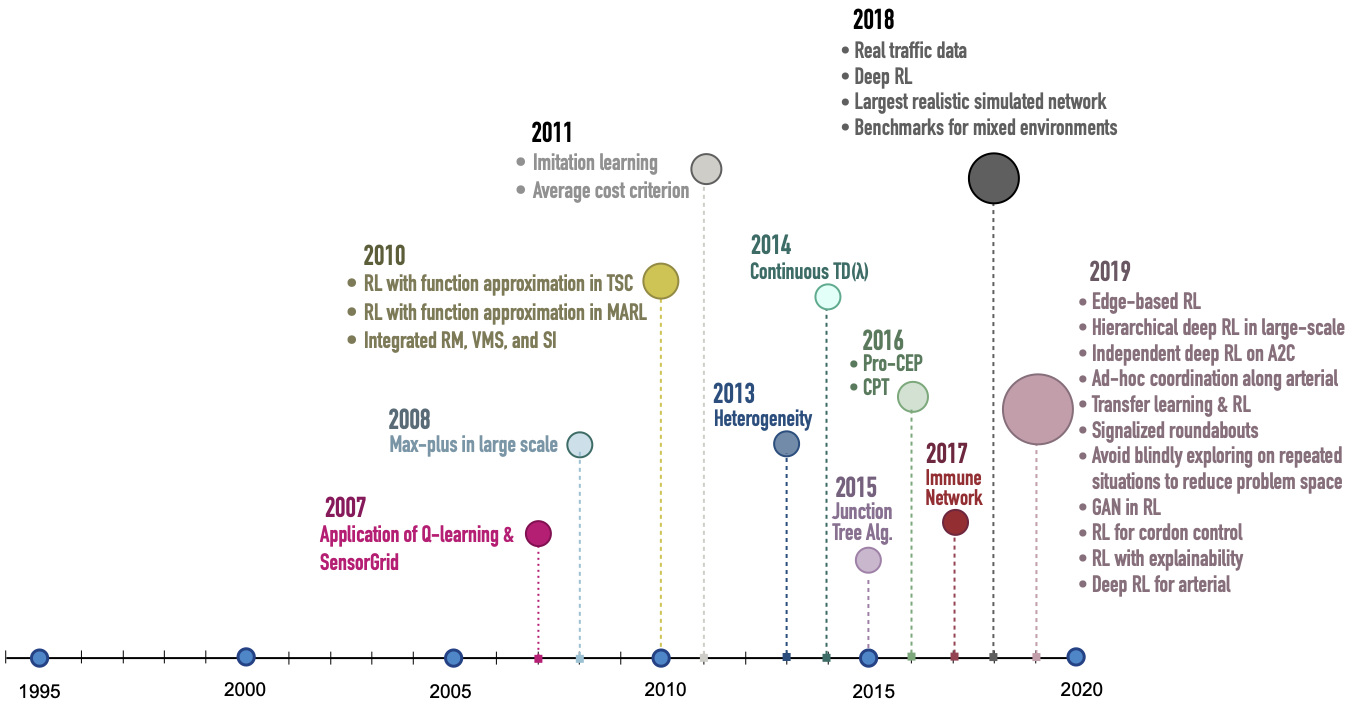 2018
• Real traffic data
• Deep RL
• Largest realistic simulated network
• Benchmarks for mixed environments
2011
• Imitation learning
• Average cost criterion
2010
• RL with function approximation in TSC
• RL with function approximation in MARL
• Integrated RM, VMS, and SI
2014
Continuous TD(λ)
2019
• Edge-based RL
• Hierarchical deep RL in large-scale
• Independent deep RL on A2C
• Ad-hoc coordination along arterial
• Transfer learning & RL
• Signalized roundabouts
• Avoid blindly exploring on repeated
situations to reduce problem space
• GAN in RL
• RL for cordon control
• RL with explainability
• Deep RL for arterial
2016
• Pro-CEP
• CPT
2013
Heterogeneity
2008
Max-plus in large scale
2017
Immune
Network
2015
Junction
Tree Alg.
2007
Application of Q-learning &
SensorGrid
1995
2000
2005
2010
2015
2020